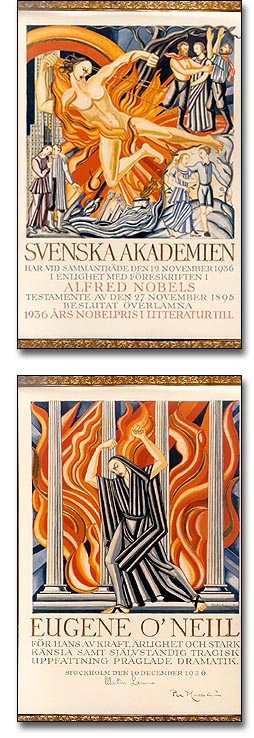 SVENSKA AKADEMIEN
HAR VID SAMMANTRÄDE DEN 12 NOVEMBER 1936
I ENLIGHET MED FÖRESKRIFTEN I
ALFRED NOBELS
TESTAMENTE AV DEN 27 NOVEMBER 1895
BESLUTAT ÖVERLÄMNA
1936 ÅRS NOBELPRIS I LITTERATUR TILL
EUGENE O'NEILL
FÖR HANS AV KRAFT, ÄRLIGHET OCH STARK
KÄNSLA SAMT SJÄLVSTÄNDIG TRAGISK
UPPFATTNING PRÄGLADE DRAMATIK.
STOCKHOLM DEN 10 DECEMBER 1936.